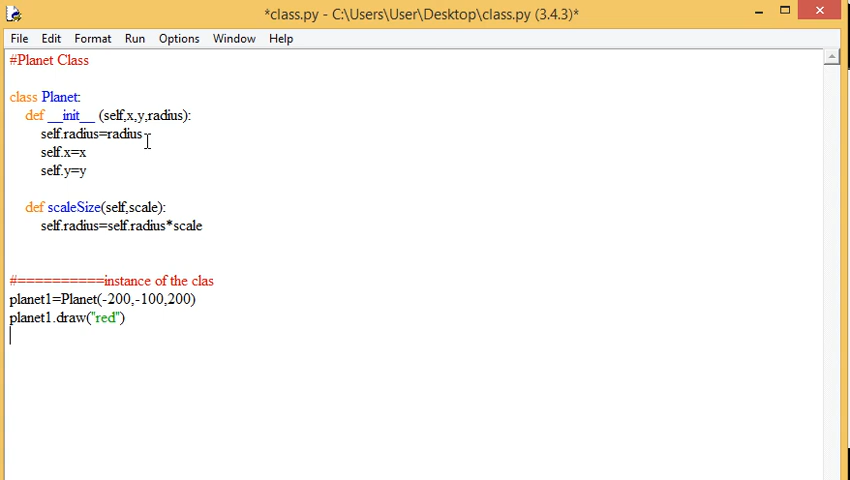 *class.py - C:\Users\User\Desktop\class.py (3.4.3)*
File Edit Format Run Options Window Help
#Planet Class
class Planet:
def __init__ (self,x,y,radius):
self.radius=radius
self.x=x
self.y=y
def scaleSize(self,scale):
self.radius=self.radius*scale
#==========instance of the clas
planet1=Planet(-200,-100,200)
planet1.draw("red")